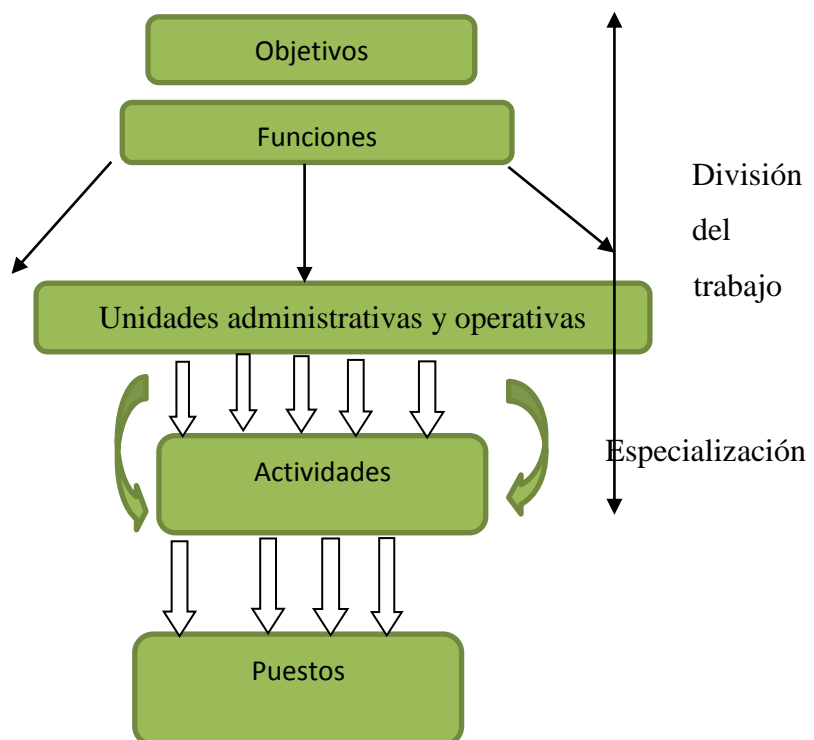 Objetivos
Funciones
División
del
trabajo
Unidades administrativas y operativas
Especialización
Actividades
Puestos